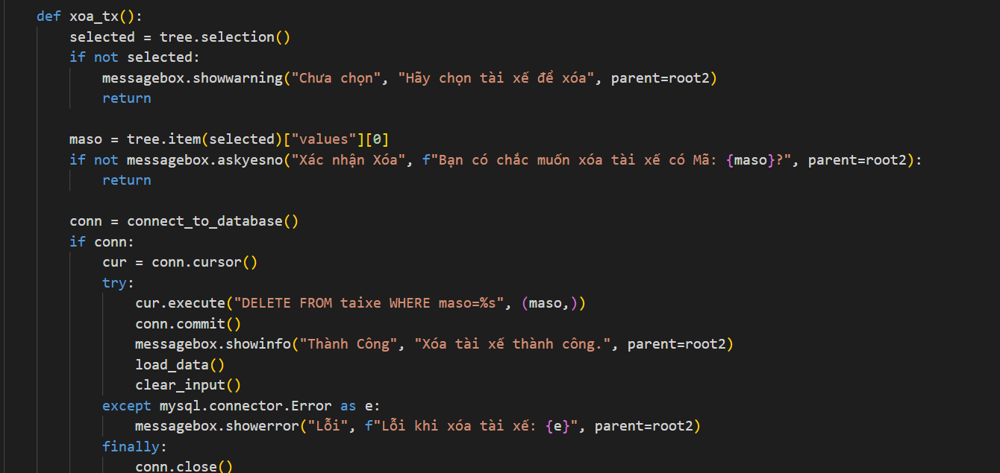 def xoa_tx():
    selected = tree.selection()
    if not selected:
        messagebox.showwarning("Chưa chọn", "Hãy chọn tài xế để xóa", parent=root2)
        return

    maso = tree.item(selected)["values"][0]
    if not messagebox.askyesno("Xác nhận Xóa", f"Bạn có chắc muốn xóa tài xế có Mã: {maso}?", parent=root2):
        return

    conn = connect_to_database()
    if conn:
        cur = conn.cursor()
        try:
            cur.execute("DELETE FROM taixe WHERE maso=%s", (maso,))
            conn.commit()
            messagebox.showinfo("Thành Công", "Xóa tài xế thành công.", parent=root2)
            load_data()
            clear_input()
        except mysql.connector.Error as e:
            messagebox.showerror("Lỗi", f"Lỗi khi xóa tài xế: {e}", parent=root2)
        finally:
            conn.close()